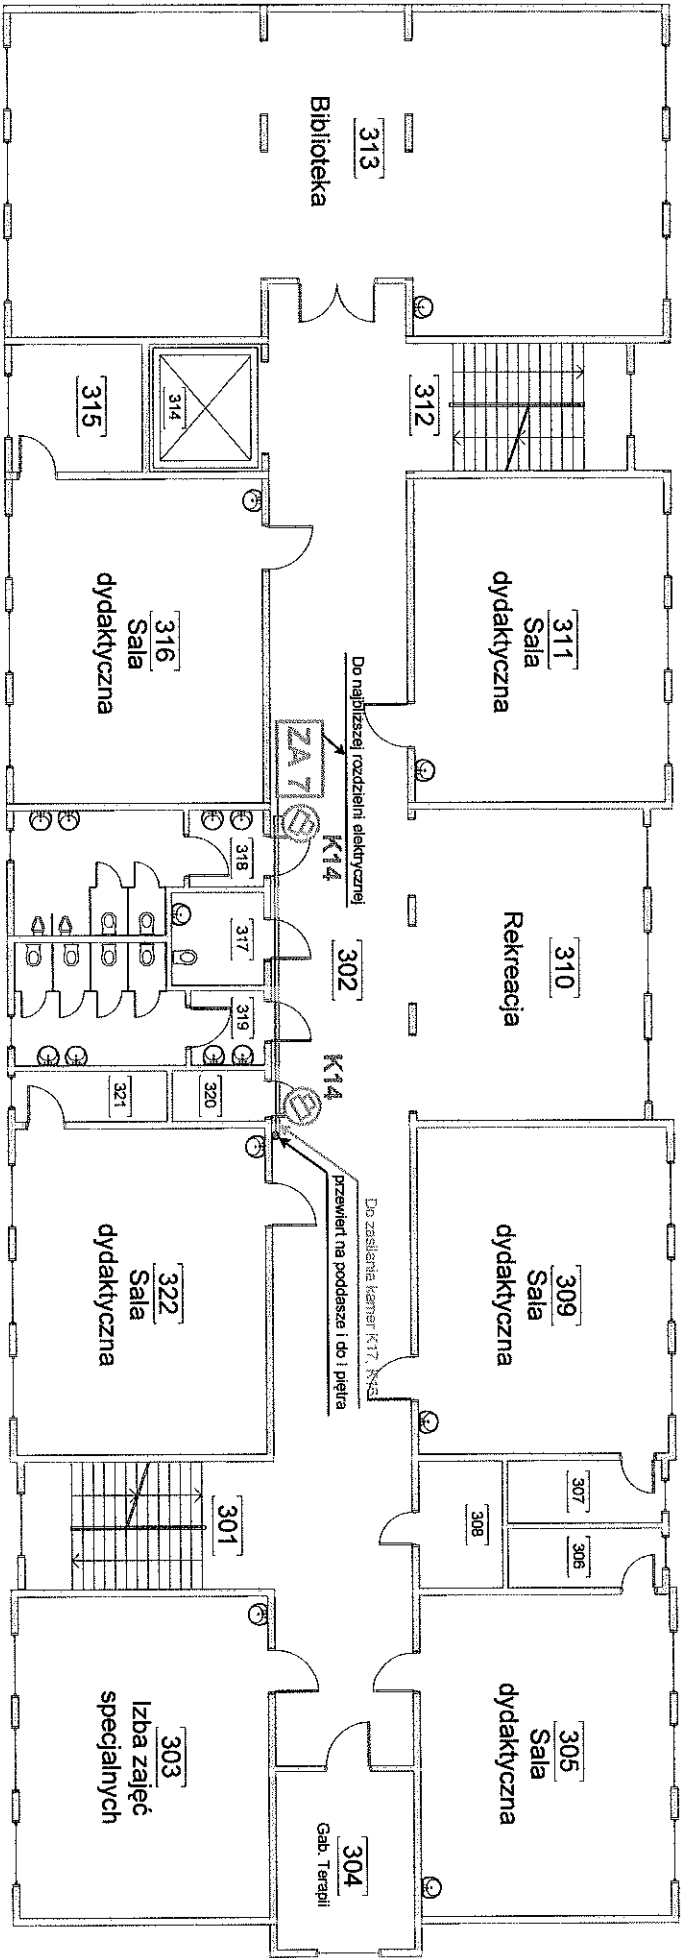 [313]
Biblioteka
[312]
[314]
[315]
[311]
Sala
dydaktyczna
[316]
Sala
dydaktyczna
Do najbliższej rozdzielni elektrycznej
ZA 7
K14
[310]
Rekreacja
[302]
[318]
[317]
[319]
[320]
[321]
K14
Do zasilania kamer K17,
przewiert na poddasze i do I piętra
[309]
Sala
dydaktyczna
[322]
Sala
dydaktyczna
[307]
[308]
[306]
[301]
[305]
Sala
dydaktyczna
[303]
Izba zajęć
specjalnych
[304]
Gab. Terapii